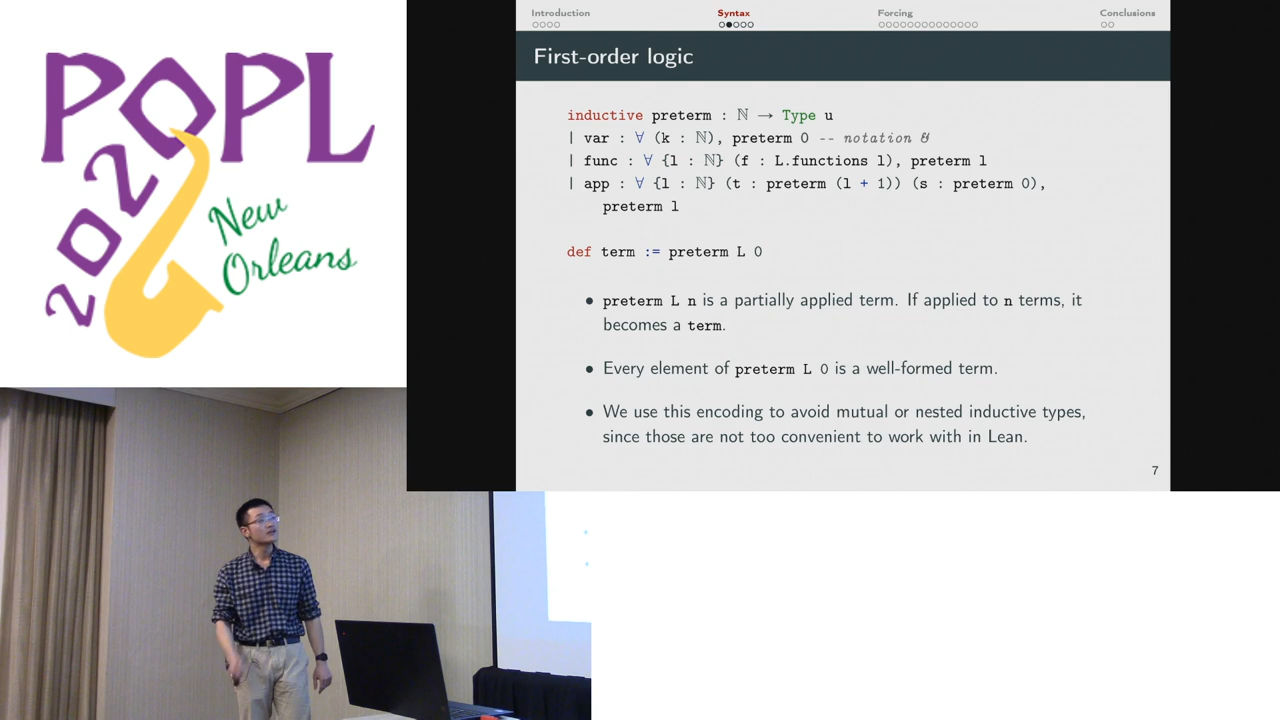 POPL
2020
New
Orleans
Introduction Syntax Forcing Conclusions
First-order logic
inductive preterm : ℕ → Type u
| var : ∀ (k : ℕ), preterm 0 -- notation &
| func : ∀ {l : ℕ} (f : L.functions l), preterm l
| app : ∀ {l : ℕ} (t : preterm (l + 1)) (s : preterm 0),
preterm l
def term := preterm L 0
• preterm L n is a partially applied term. If applied to n terms, it
becomes a term.
• Every element of preterm L 0 is a well-formed term.
• We use this encoding to avoid mutual or nested inductive types,
since those are not too convenient to work with in Lean.
7